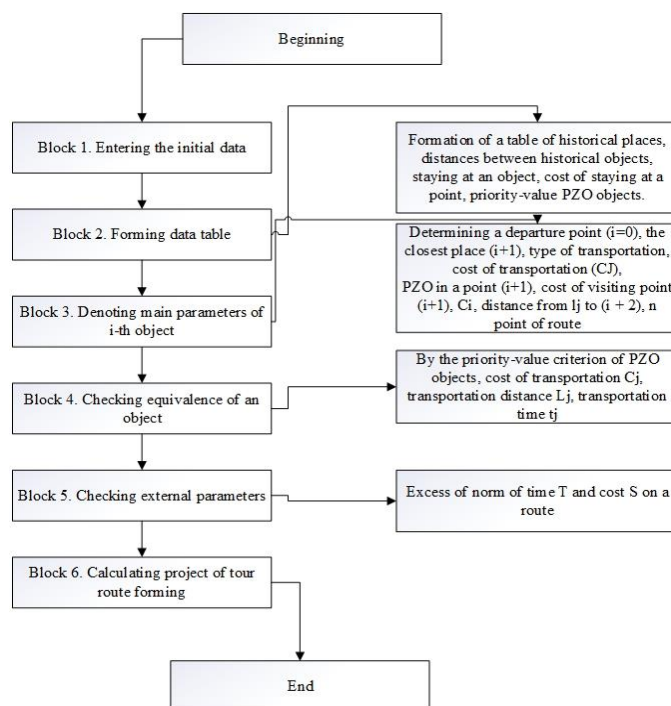 Beginning
Block 1. Entering the initial data
Formation of a table of historical places,
distances between historical objects,
staying at an object, cost of staying at a
point, priority-value PZO objects.
Block 2. Forming data table
Determining a departure point (i=0), the
closest place (i+1), type of transportation,
cost of transportation (CJ),
PZO in a point (i+1), cost of visiting point
(i+1), Ci, distance from lj to (i + 2), n
point of route
Block 3. Denoting main parameters of
i-th object
By the priority-value criterion of PZO
objects, cost of transportation Cj,
transportation distance Lj, transportation
time tj
Block 4. Checking equivalence of an
object
Block 5. Checking external parameters
Excess of norm of time T and cost S on a
route
Block 6. Calculating project of tour
route forming
End